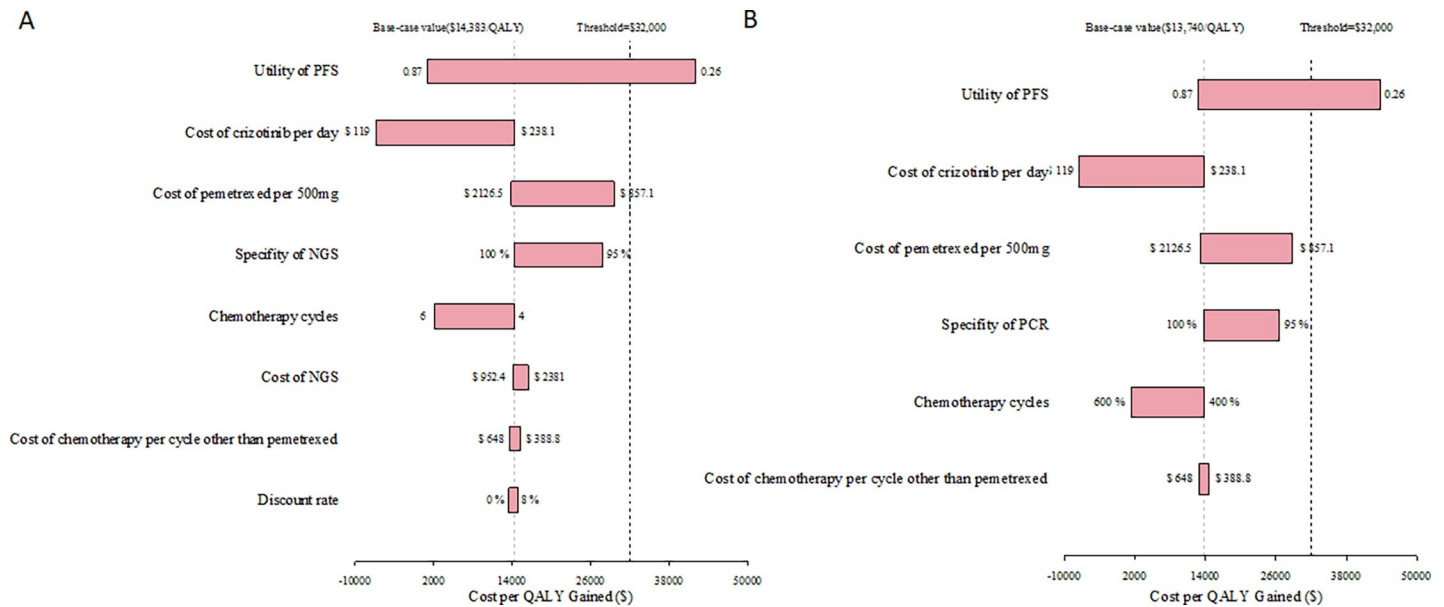 A
Base-case value($14,383/QALY) Threshold=$32,000
Utility of PFS 0.87 0.26
Cost of crizotinib per day $ 119 $ 238.1
Cost of pemetrexed per 500mg $ 2126.5 $ 857.1
Specifity of NGS 100 % 95 %
Chemotherapy cycles 6 4
Cost of NGS $ 952.4 $ 2381
Cost of chemotherapy per cycle other than pemetrexed $ 648 $ 388.8
Discount rate 0 % 8 %
-10000 2000 14000 26000 38000 50000
Cost per QALY Gained ($)
B
Base-case value($13,740/QALY) Threshold=$32,000
Utility of PFS 0.87 0.26
Cost of crizotinib per day 119 $ 238.1
Cost of pemetrexed per 500mg $ 2126.5 $ 857.1
Specifity of PCR 100 % 95 %
Chemotherapy cycles 600 % 400 %
Cost of chemotherapy per cycle other than pemetrexed $ 648 $ 388.8
-10000 2000 14000 26000 38000 50000
Cost per QALY Gained ($)